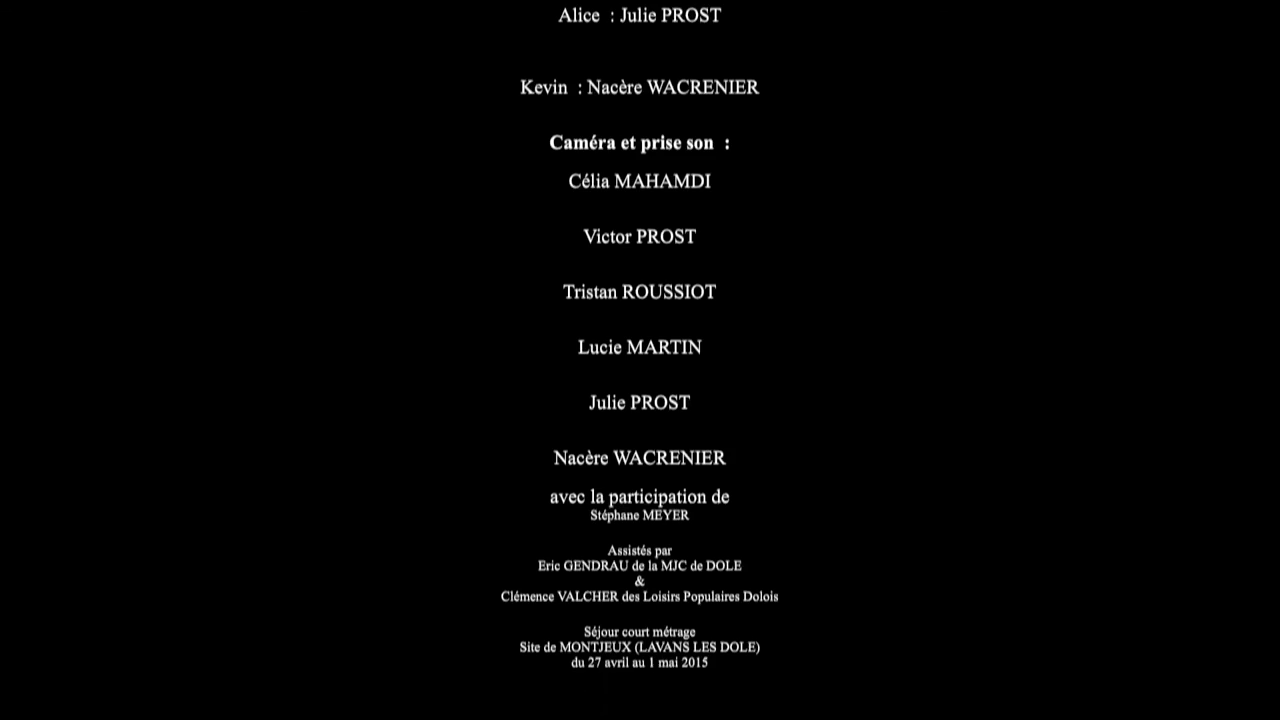 Alice  : Julie PROST
Kevin  : Nacère WACRENIER
Caméra et prise son  :
Célia MAHAMDI
Victor PROST
Tristan ROUSSIOT
Lucie MARTIN
Julie PROST
Nacère WACRENIER
avec la participation de
Stéphane MEYER
Assistés par
Eric GENDRAU de la MJC de DOLE
&
Clémence VALCHER des Loisirs Populaires Dolois
Séjour court métrage
Site de MONTJEUX (LAVANS LES DOLE)
du 27 avril au 1 mai 2015